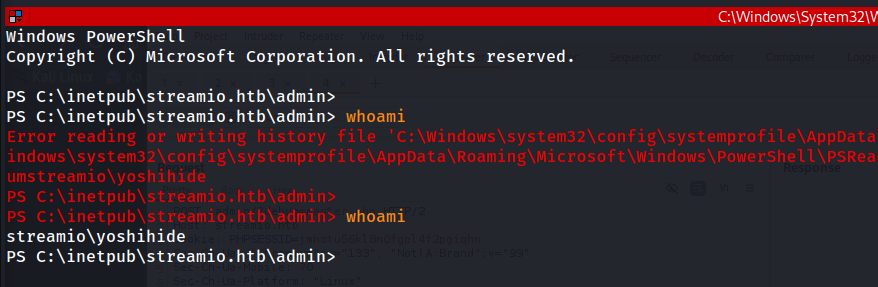 C:\Windows\System32\W
Windows PowerShell
Copyright (C) Microsoft Corporation. All rights reserved.
PS C:\inetpub\streamio.htb\admin>
PS C:\inetpub\streamio.htb\admin> whoami
Error reading or writing history file 'C:\Windows\system32\config\systemprofile\AppData
indows\system32\config\systemprofile\AppData\Roaming\Microsoft\Windows\PowerShell\PSRea
umstreamio\yoshihide
PS C:\inetpub\streamio.htb\admin>
PS C:\inetpub\streamio.htb\admin> whoami
streamio\yoshihide
PS C:\inetpub\streamio.htb\admin>